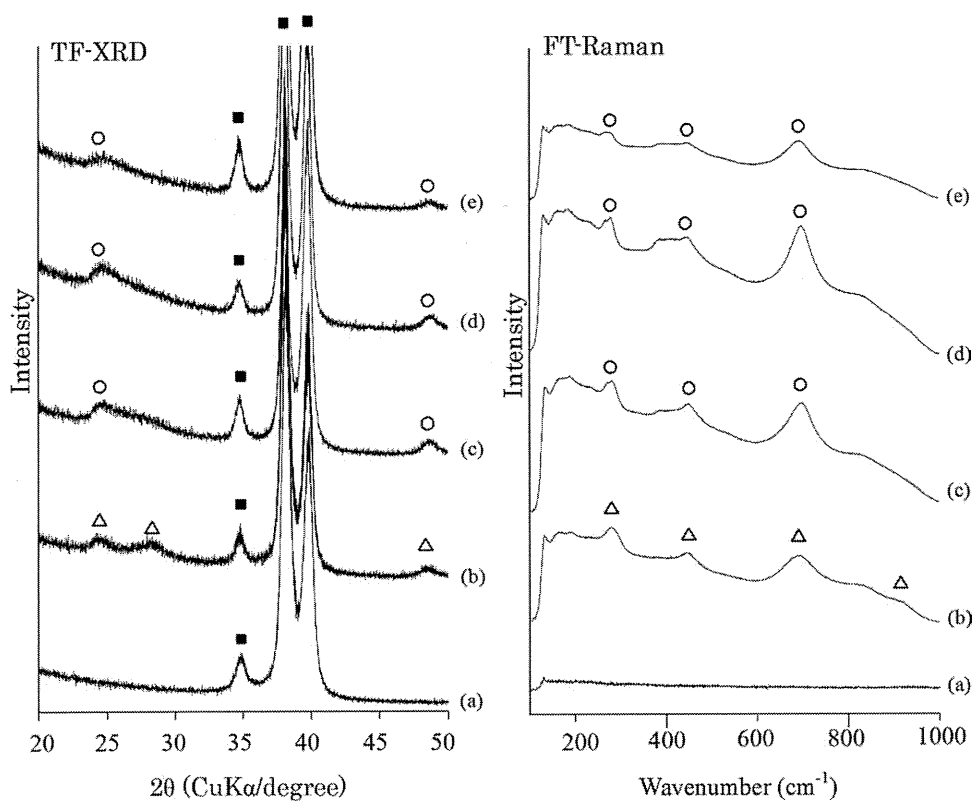 TF-XRD
FT-Raman
Intensity
(e)
(d)
(c)
(b)
(a)
20 25 30 35 40 45 50
2θ (CuKα/degree)
Intensity
(e)
(d)
(c)
(b)
(a)
200 400 600 800 1000
Wavenumber (cm⁻¹)